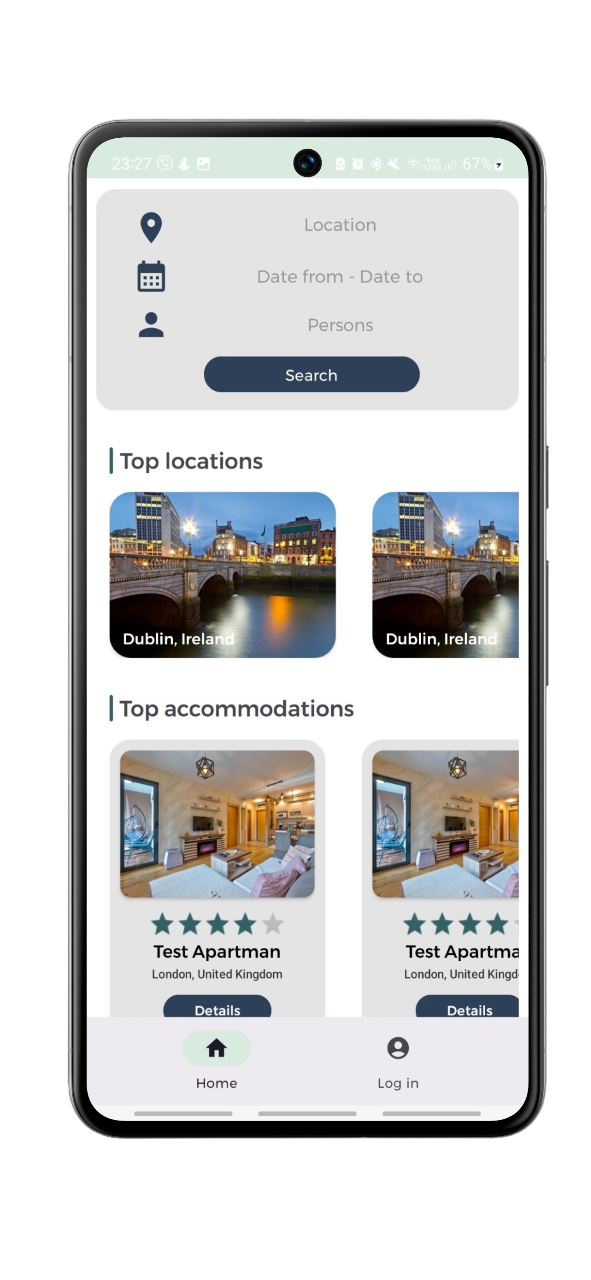 23:27 67%
Location
Date from - Date to
Persons
Search
Top locations
Dublin, Ireland Dublin, Ireland
Top accommodations
Test Apartman Test Apartma
London, United Kingdom London, United Kingd
Details Details
Home Log in